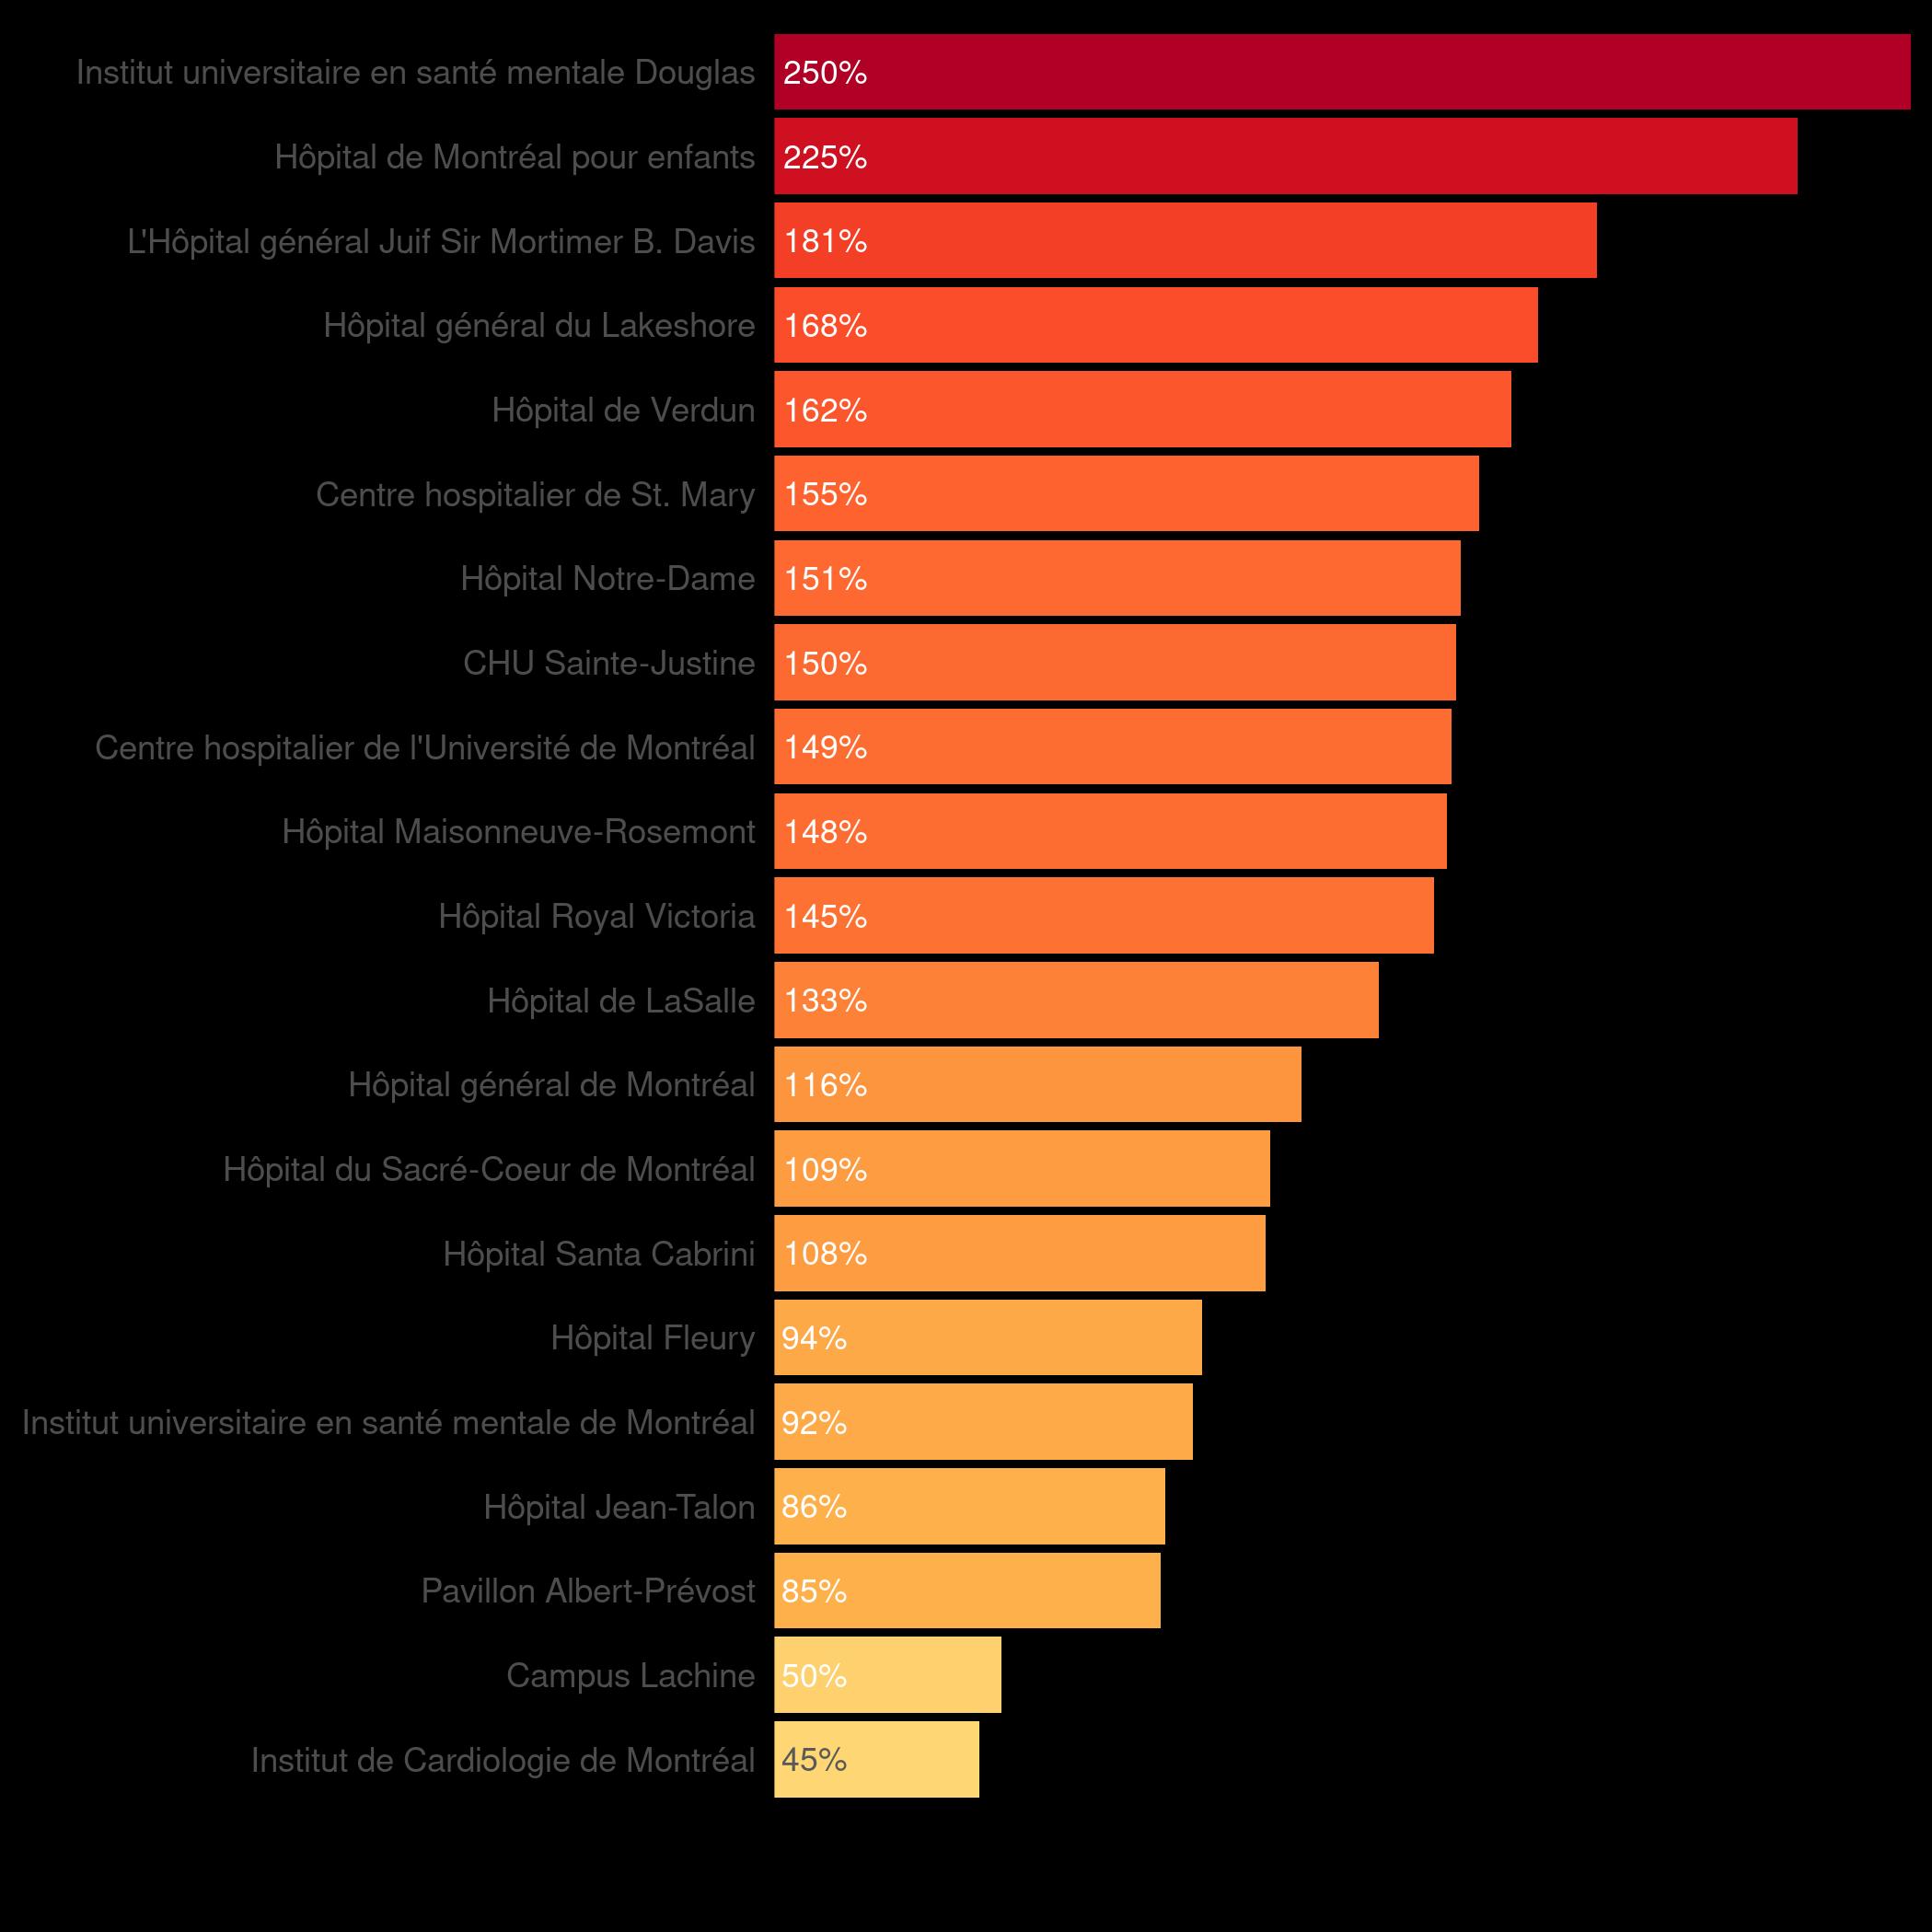 Institut universitaire en santé mentale Douglas 250%
Hôpital de Montréal pour enfants 225%
L'Hôpital général Juif Sir Mortimer B. Davis 181%
Hôpital général du Lakeshore 168%
Hôpital de Verdun 162%
Centre hospitalier de St. Mary 155%
Hôpital Notre-Dame 151%
CHU Sainte-Justine 150%
Centre hospitalier de l'Université de Montréal 149%
Hôpital Maisonneuve-Rosemont 148%
Hôpital Royal Victoria 145%
Hôpital de LaSalle 133%
Hôpital général de Montréal 116%
Hôpital du Sacré-Coeur de Montréal 109%
Hôpital Santa Cabrini 108%
Hôpital Fleury 94%
Institut universitaire en santé mentale de Montréal 92%
Hôpital Jean-Talon 86%
Pavillon Albert-Prévost 85%
Campus Lachine 50%
Institut de Cardiologie de Montréal 45%